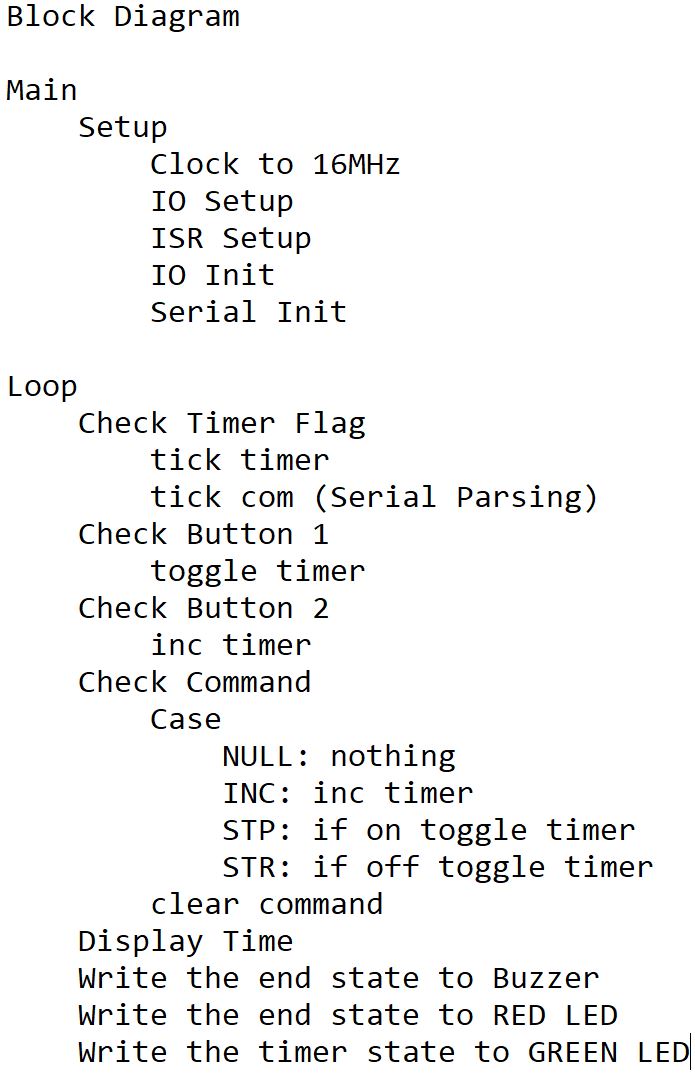 Block Diagram
Main
Setup
Clock to 16MHz
IO Setup
ISR Setup
IO Init
Serial Init
Loop
Check Timer Flag
tick timer
tick com (Serial Parsing)
Check Button 1
toggle timer
Check Button 2
inc timer
Check Command
Case
NULL: nothing
INC: inc timer
STP: if on toggle timer
STR: if off toggle timer
clear command
Display Time
Write the end state to Buzzer
Write the end state to RED LED
Write the timer state to GREEN LED